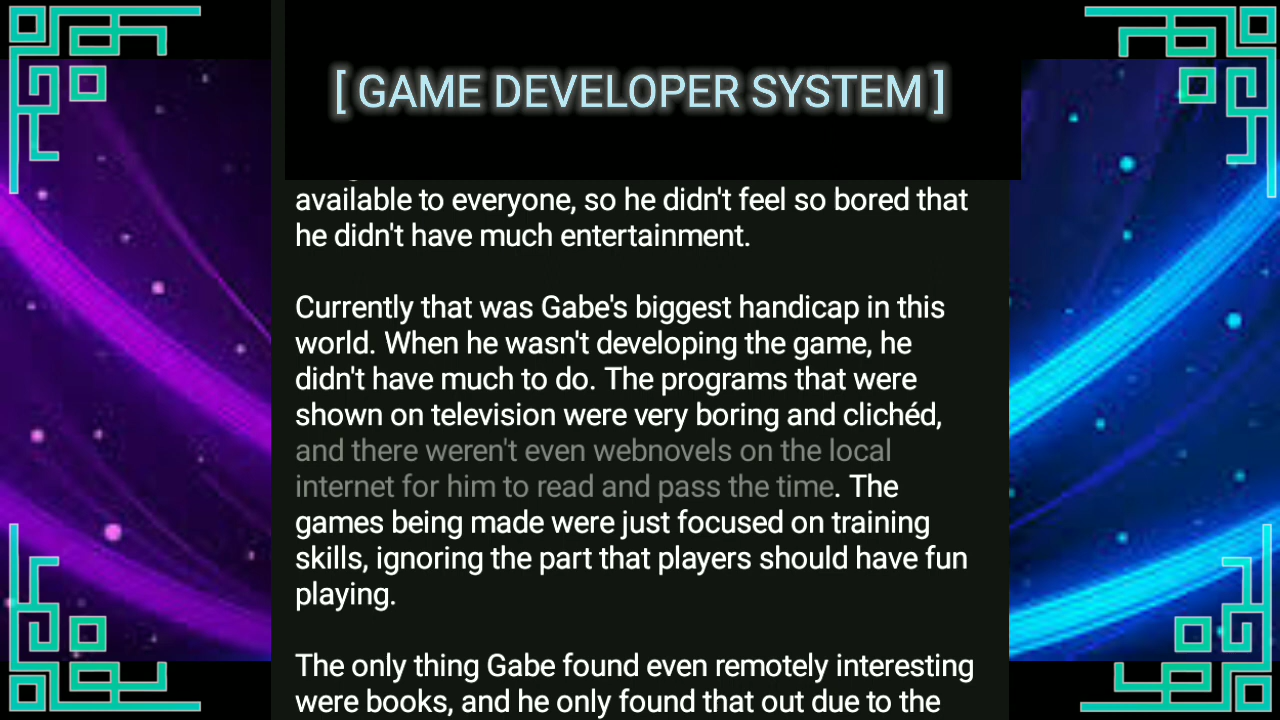 [ GAME DEVELOPER SYSTEM ]
available to everyone, so he didn't feel so bored that
he didn't have much entertainment.
Currently that was Gabe's biggest handicap in this
world. When he wasn't developing the game, he
didn't have much to do. The programs that were
shown on television were very boring and clichéd,
and there weren't even webnovels on the local
internet for him to read and pass the time. The
games being made were just focused on training
skills, ignoring the part that players should have fun
playing.
The only thing Gabe found even remotely interesting
were books, and he only found that out due to the